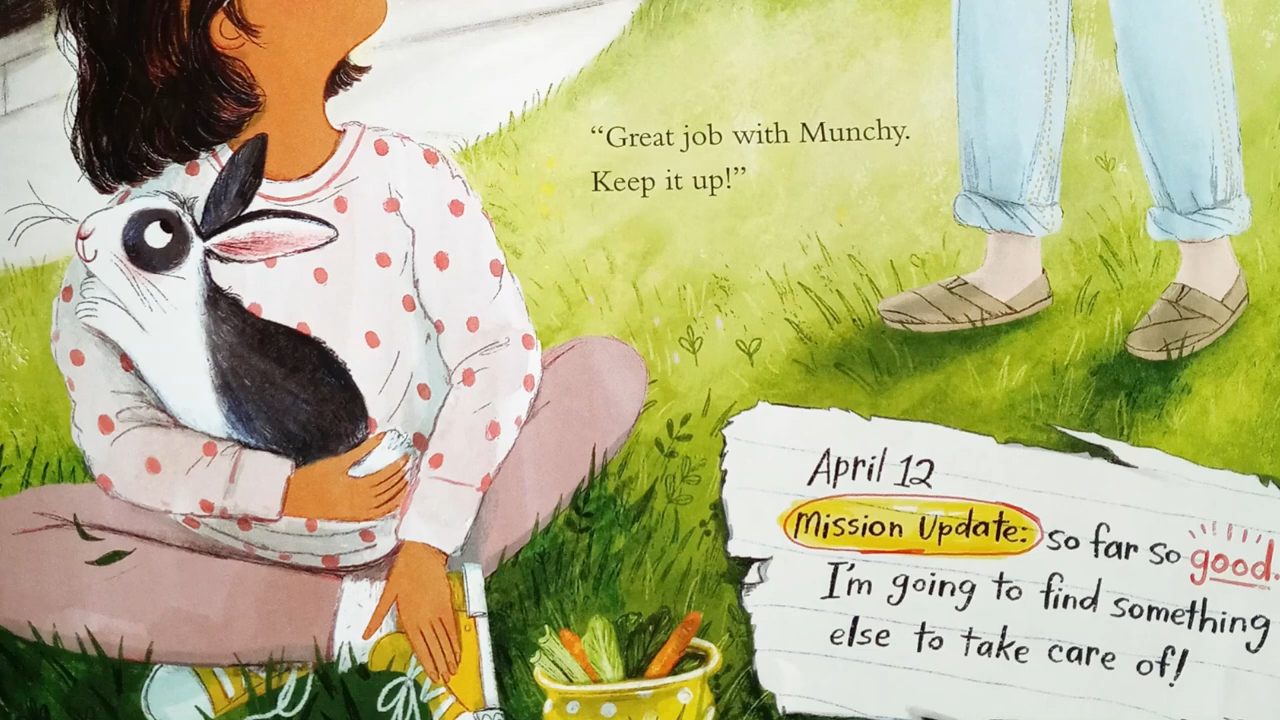 “Great job with Munchy.
Keep it up!”
April 12
Mission Update: so far so good.
I'm going to find something
else to take care of!